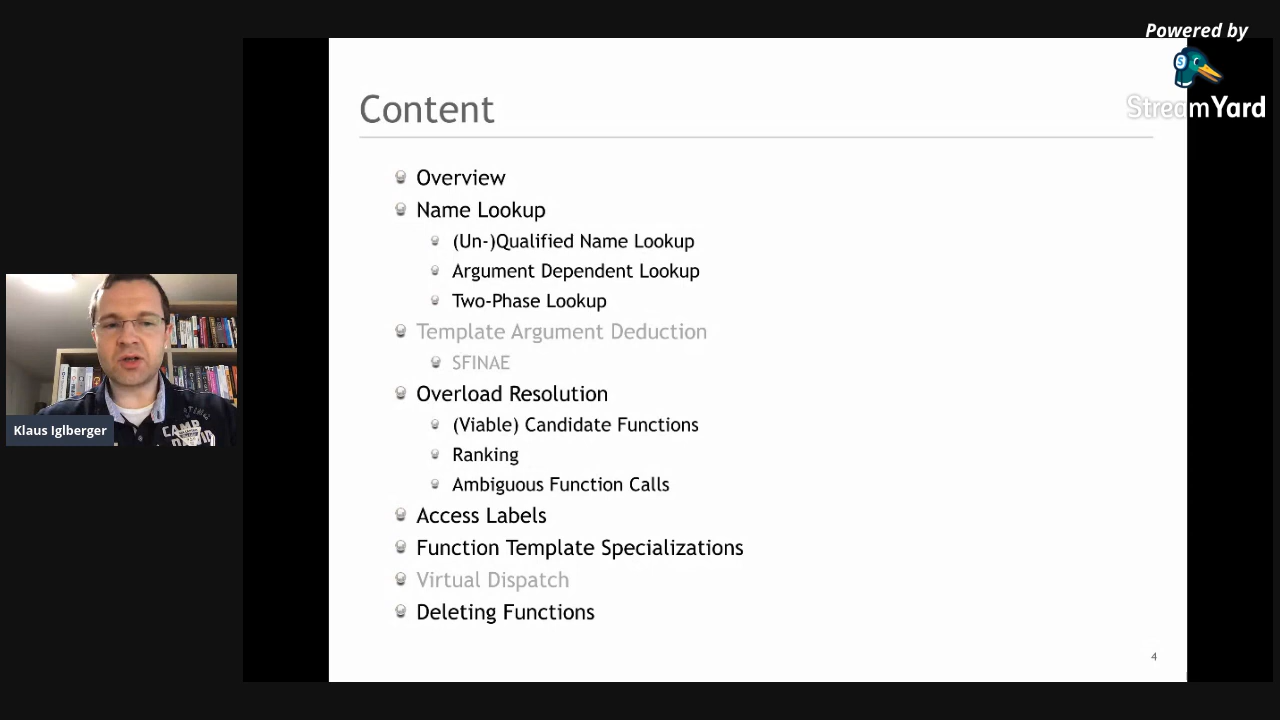 Powered by
StreamYard
Content
Overview
Name Lookup
(Un-)Qualified Name Lookup
Argument Dependent Lookup
Two-Phase Lookup
Template Argument Deduction
SFINAE
Overload Resolution
(Viable) Candidate Functions
Ranking
Ambiguous Function Calls
Access Labels
Function Template Specializations
Virtual Dispatch
Deleting Functions
4
Klaus Iglberger
CAMP
DAVID